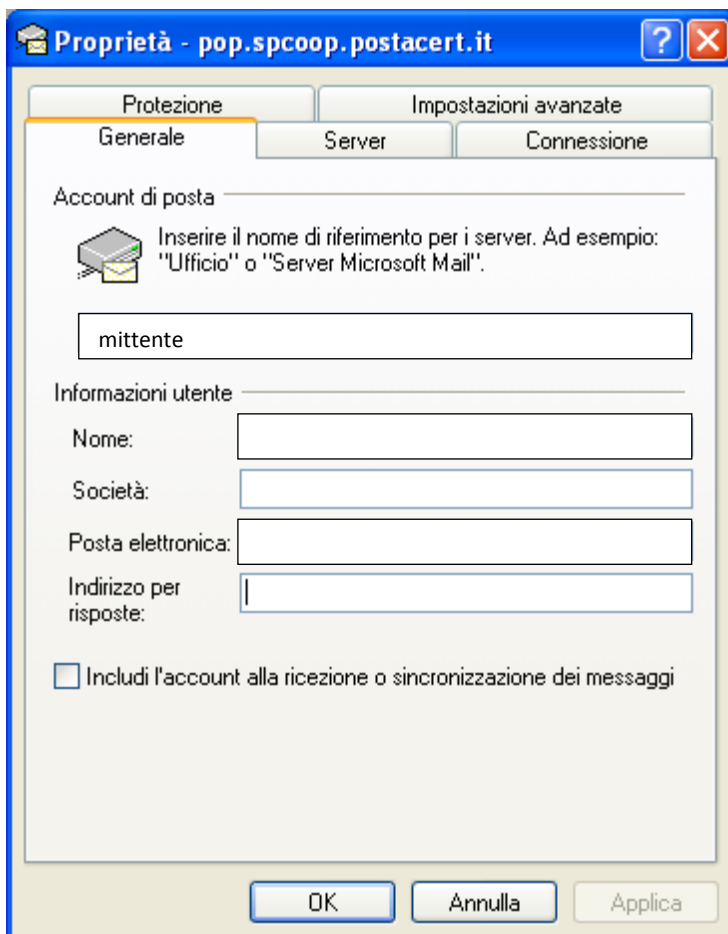 Proprietà - pop.spcoop.postacert.it
Protezione
Impostazioni avanzate
Generale
Server
Connessione
Account di posta
Inserire il nome di riferimento per i server. Ad esempio:
"Ufficio" o "Server Microsoft Mail".
mittente
Informazioni utente
Nome:
Società:
Posta elettronica:
Indirizzo per
risposte:
Includi l'account alla ricezione o sincronizzazione dei messaggi
OK
Annulla
Applica